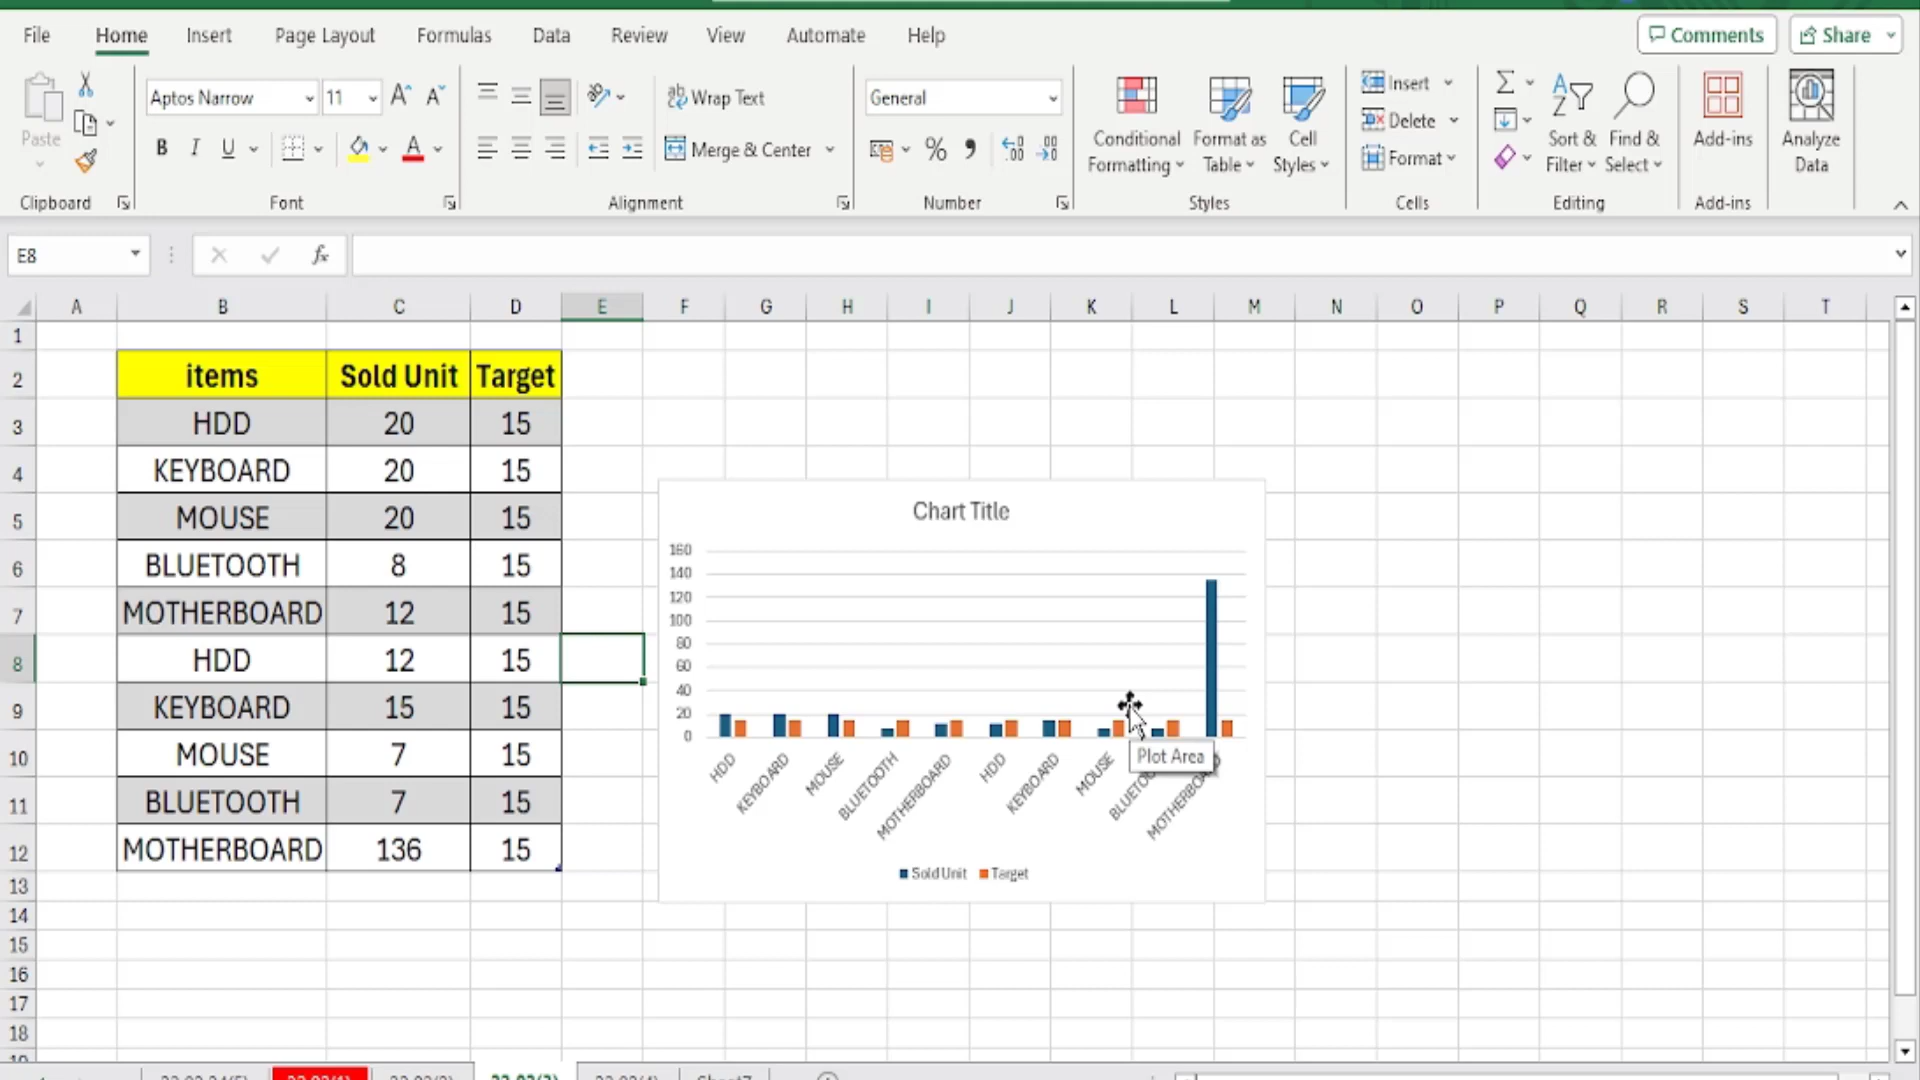 File Home Insert Page Layout Formulas Data Review View Automate Help Comments Share
Paste
Clipboard
Aptos Narrow 11
B I U
Font
Wrap Text
Merge & Center
Alignment
General
%
Number
Conditional Formatting
Format as Table
Cell Styles
Styles
Insert
Delete
Format
Cells
Sort & Filter
Find & Select
Editing
Add-ins
Add-ins
Analyze Data
E8 fx
A B C D E F G H I J K L M N O P Q R S T
1
2 items Sold Unit Target
3 HDD 20 15
4 KEYBOARD 20 15
5 MOUSE 20 15
6 BLUETOOTH 8 15
7 MOTHERBOARD 12 15
8 HDD 12 15
9 KEYBOARD 15 15
10 MOUSE 7 15
11 BLUETOOTH 7 15
12 MOTHERBOARD 136 15
13
14
15
16
17
18
Chart Title
160
140
120
100
80
60
40
20
0
HDD KEYBOARD MOUSE BLUETOOTH MOTHERBOARD HDD KEYBOARD MOUSE
Plot Area
Sold Unit Target